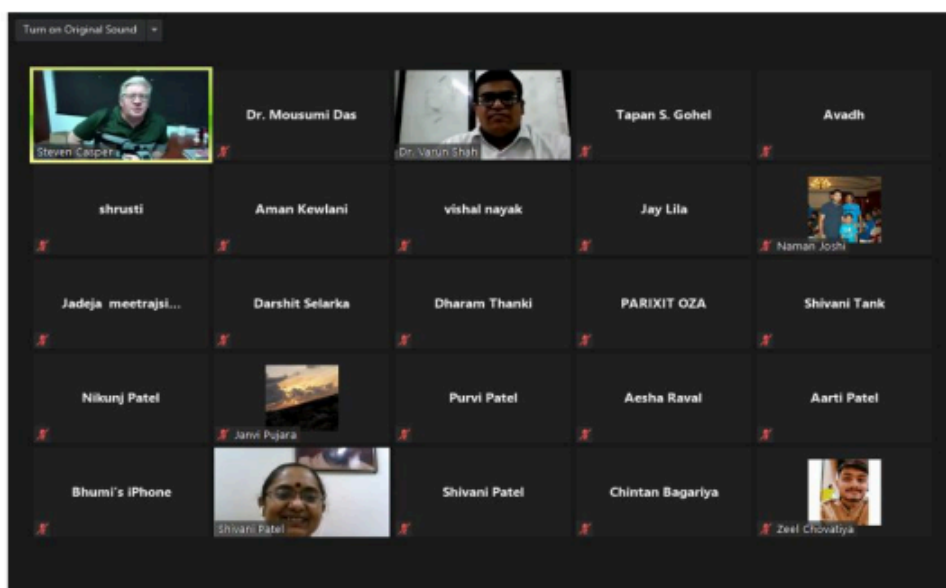 Turn on Original Sound
Steven Casper
Dr. Mousumi Das
Dr. Varun Shah
Tapan S. Gohel
Avadh
shrusti
Aman Kewlani
vishal nayak
Jay Lila
Naman Joshi
Jadeja meetrajsi...
Darshit Selarka
Dharam Thanki
PARIXIT OZA
Shivani Tank
Nikunj Patel
Janvi Pujara
Purvi Patel
Aesha Raval
Aarti Patel
Bhumi's iPhone
Shivani Patel
Shivani Patel
Chintan Bagariya
Zeel Chovatiya